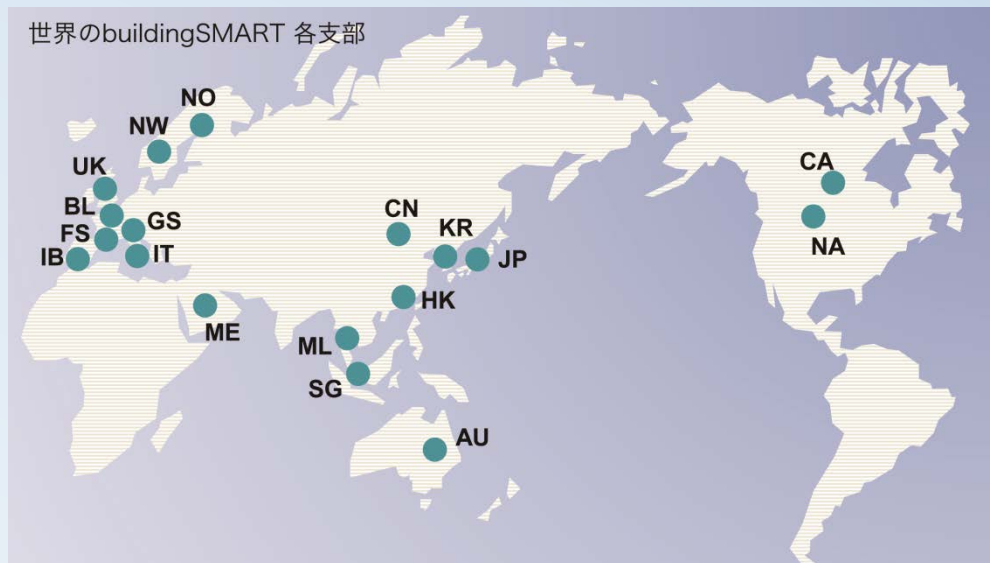 世界のbuildingSMART 各支部
NO
NW
UK
BL
GS
FS
IB
IT
ME
CN
KR
JP
HK
ML
SG
AU
CA
NA